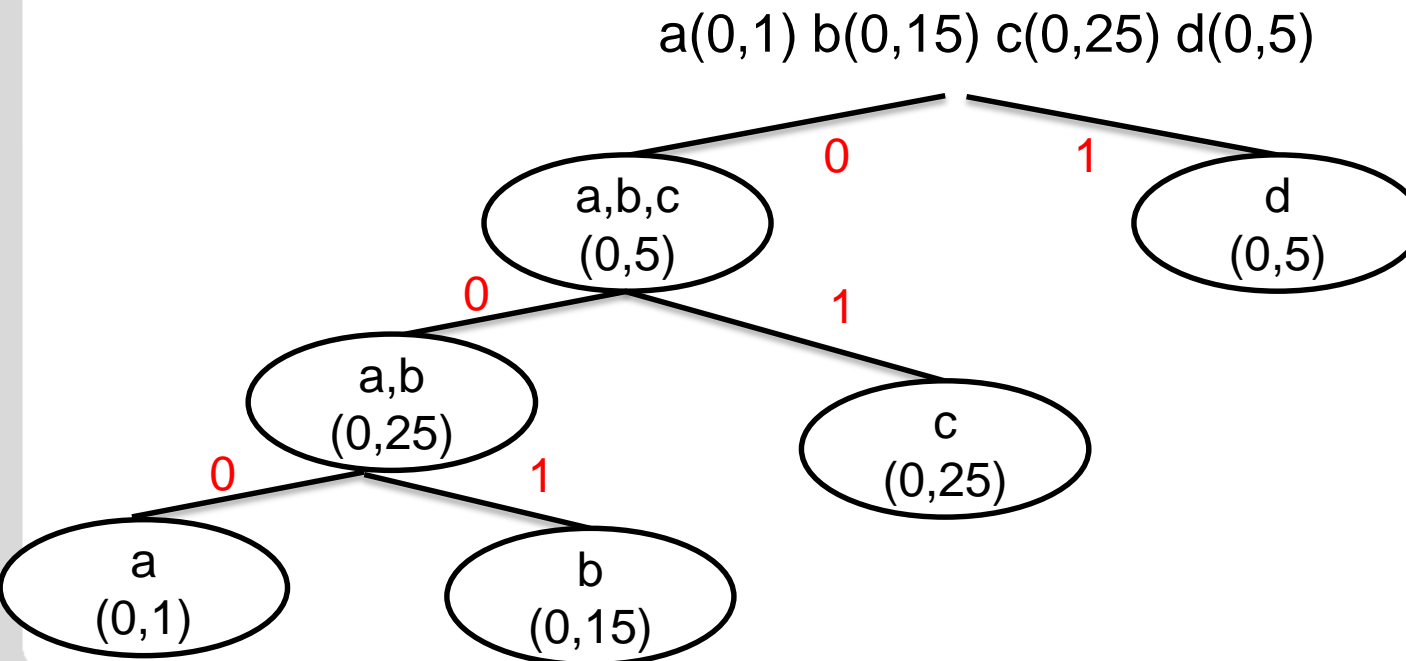 a(0,1) b(0,15) c(0,25) d(0,5)
0
1
a,b,c
(0,5)
d
(0,5)
0
1
a,b
(0,25)
c
(0,25)
0
1
a
(0,1)
b
(0,15)